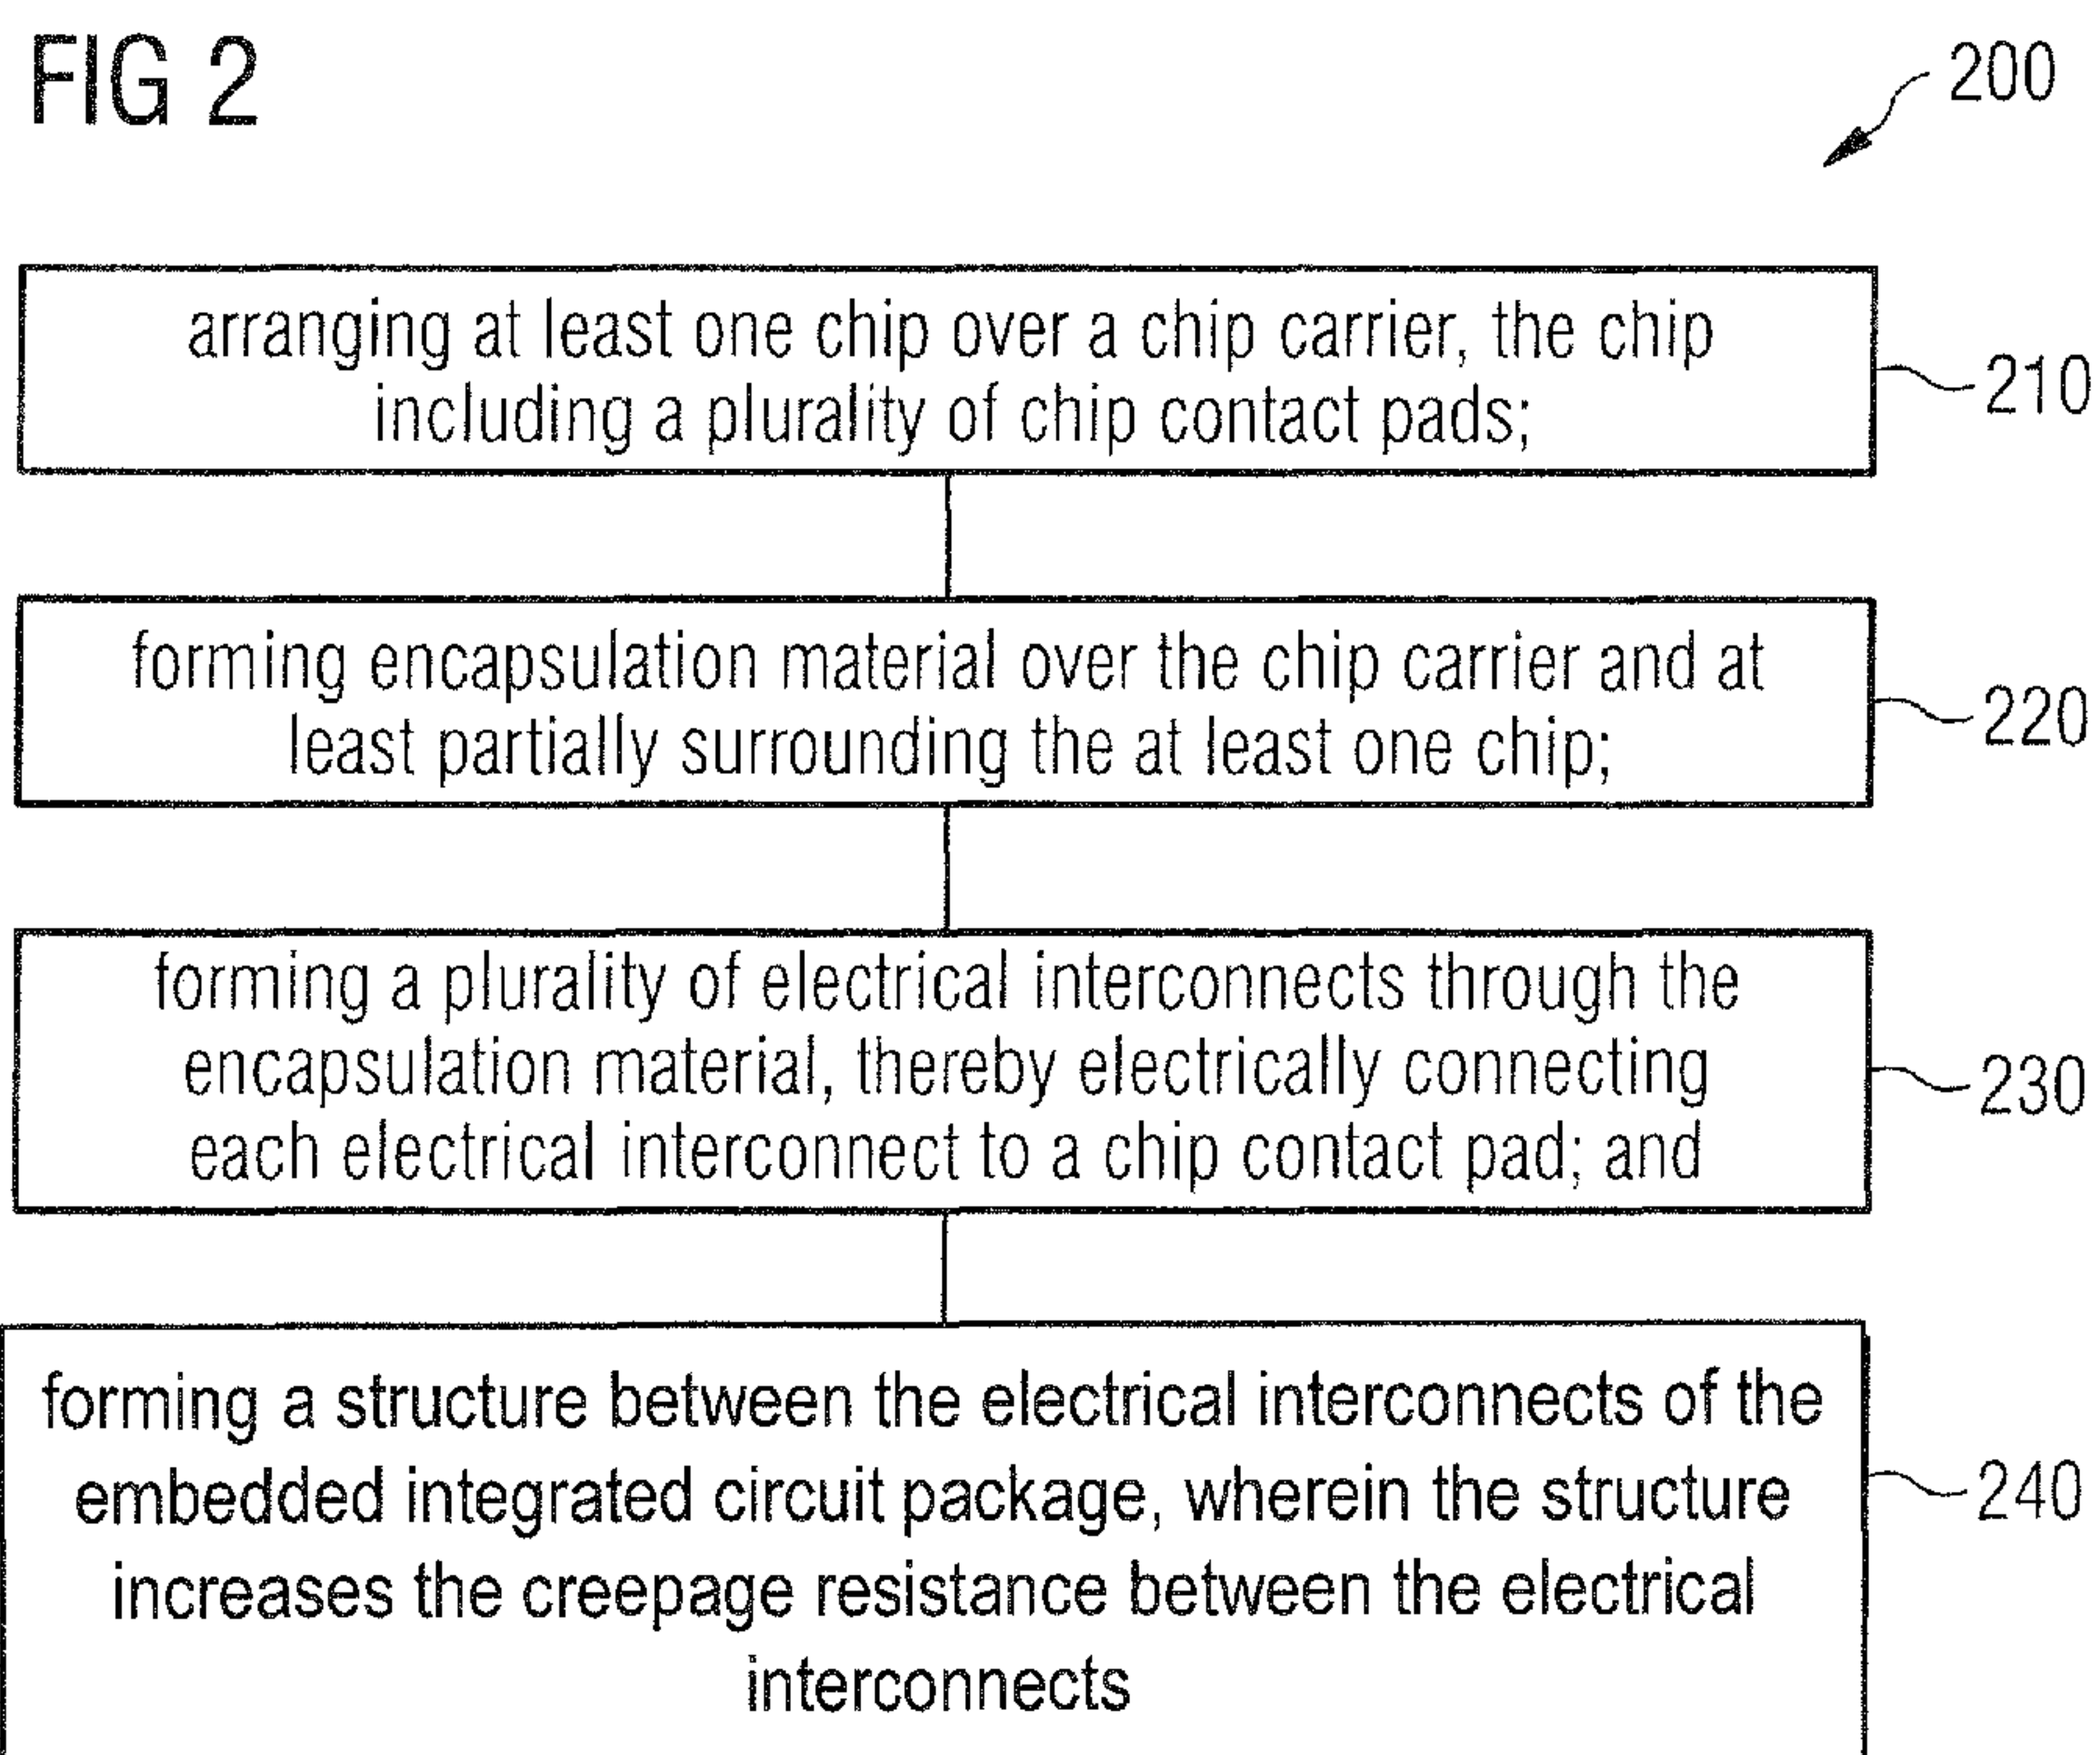 FIG 2
200
arranging at least one chip over a chip carrier, the chip
including a plurality of chip contact pads;
210
forming encapsulation material over the chip carrier and at
least partially surrounding the at least one chip;
220
forming a plurality of electrical interconnects through the
encapsulation material, thereby electrically connecting
each electrical interconnect to a chip contact pad; and
230
forming a structure between the electrical interconnects of the
embedded integrated circuit package, wherein the structure
increases the creepage resistance between the electrical
interconnects
240